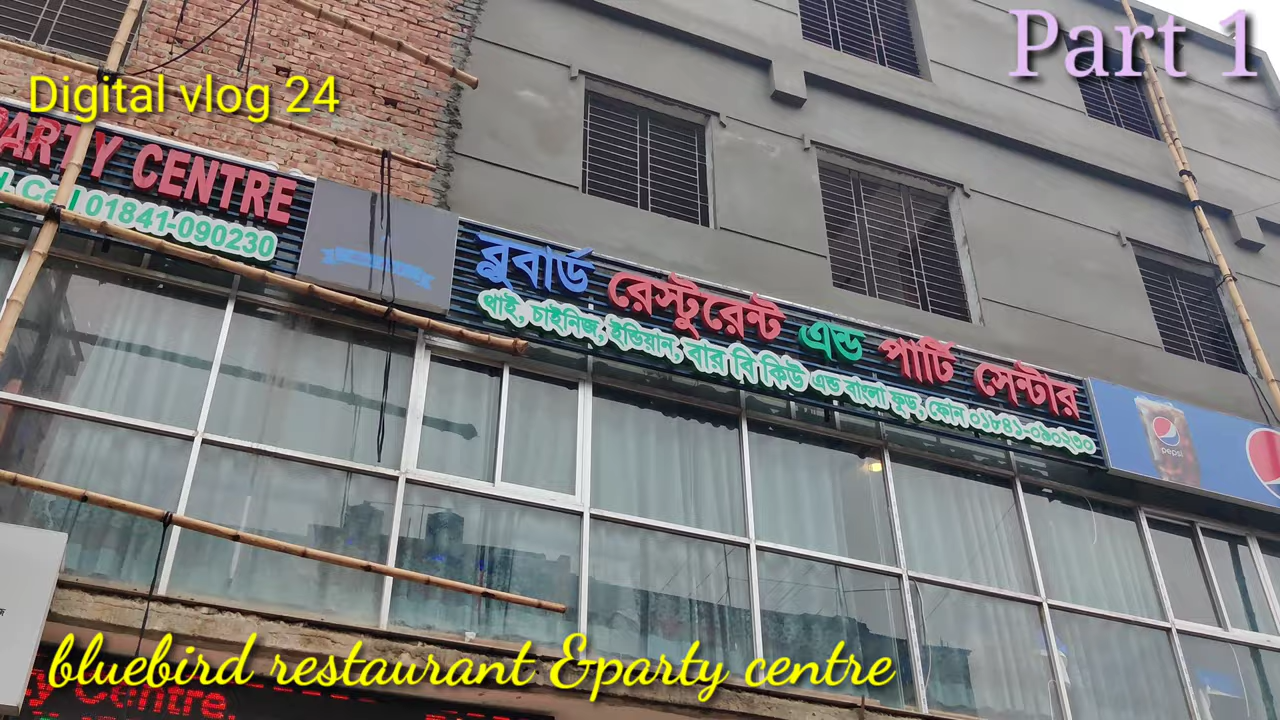 Part 1
Digital vlog 24
PARTY CENTRE
Cell 01841-090230
ব্লুবার্ড রেস্টুরেন্ট এন্ড পার্টি সেন্টার
থাই, চাইনিজ, ইন্ডিয়ান, বার বি কিউ এন্ড বাংলা ফুড, ফোন ০১৮৪১-০৯০২৩০
pepsi
bluebird restaurant &party centre
Centre,